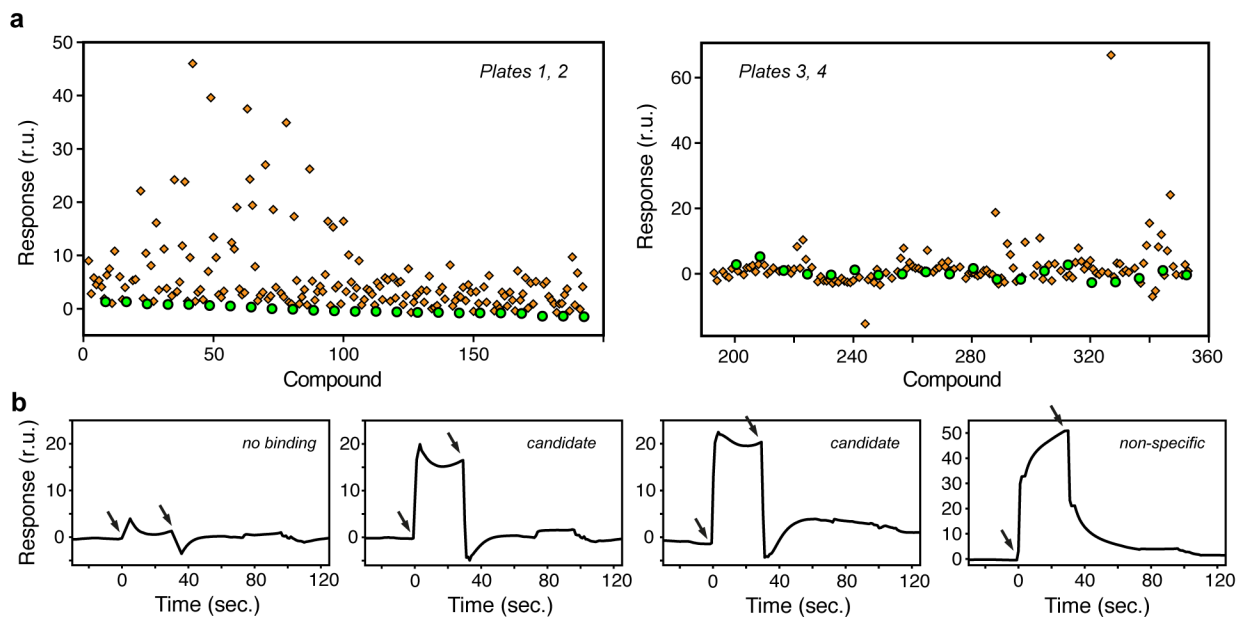 a
Plates 1, 2
Response (r.u.)
50
40
30
20
10
0
0 50 100 150
Compound
Plates 3, 4
Response (r.u.)
60
40
20
0
200 240 280 320 360
Compound
b
no binding
Response (r.u.)
20
10
0
0 40 80 120
Time (sec.)
candidate
20
10
0
0 40 80 120
Time (sec.)
candidate
20
10
0
0 40 80 120
Time (sec.)
non-specific
50
40
30
20
10
0
0 40 80 120
Time (sec.)